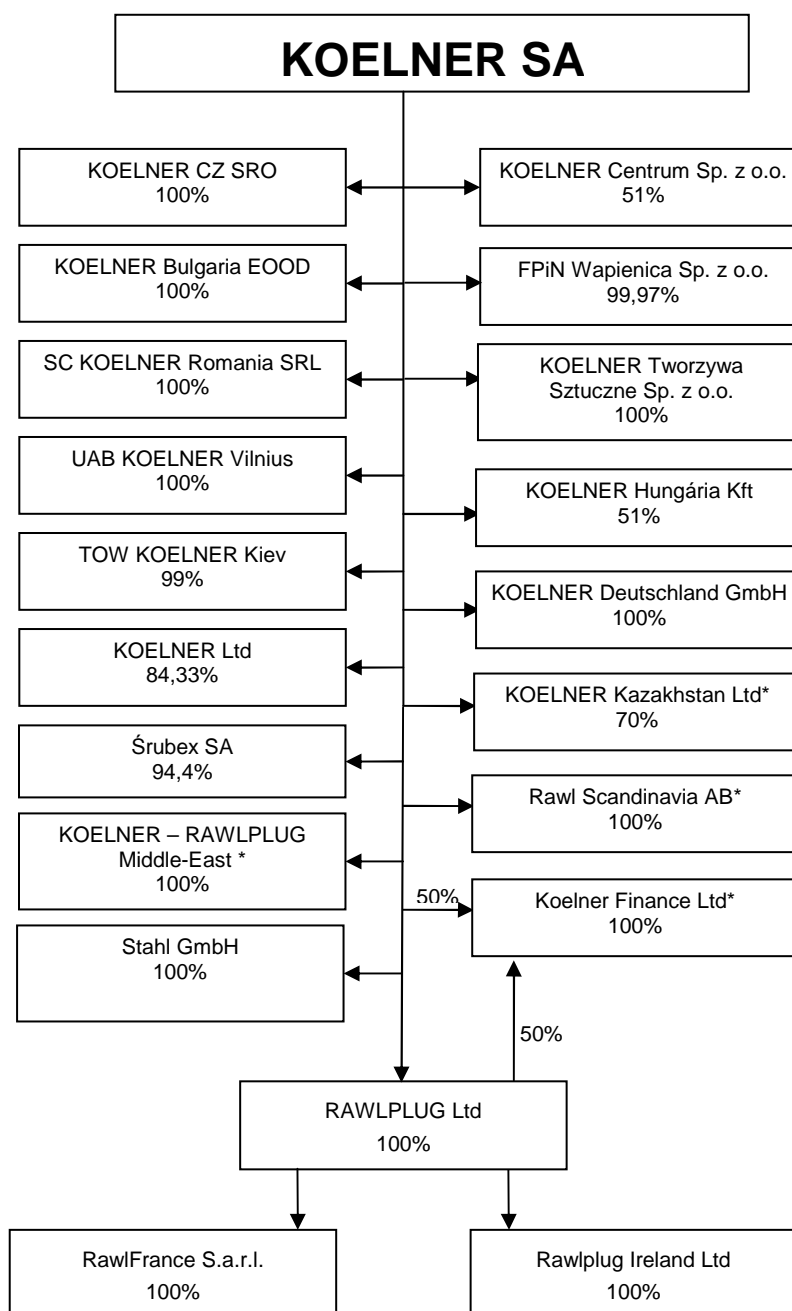 KOELNER SA
KOELNER CZ SRO
100%
KOELNER Centrum Sp. z o.o.
51%
KOELNER Bulgaria EOOD
100%
FPiN Wapienica Sp. z o.o.
99,97%
SC KOELNER Romania SRL
100%
KOELNER Tworzywa
Sztuczne Sp. z o.o.
100%
UAB KOELNER Vilnius
100%
KOELNER Hungária Kft
51%
TOW KOELNER Kiev
99%
KOELNER Deutschland GmbH
100%
KOELNER Ltd
84,33%
KOELNER Kazakhstan Ltd*
70%
Śrubex SA
94,4%
Rawl Scandinavia AB*
100%
KOELNER – RAWLPLUG
Middle-East *
100%
50%
Koelner Finance Ltd*
100%
Stahl GmbH
100%
50%
RAWLPLUG Ltd
100%
RawlFrance S.a.r.l.
100%
Rawlplug Ireland Ltd
100%